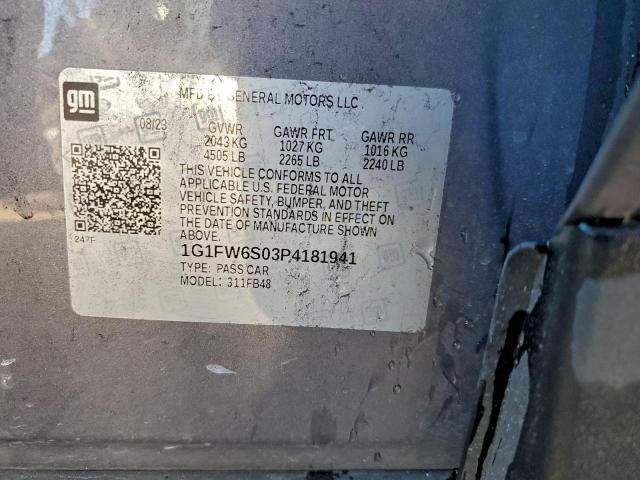 gm
MFD BY GENERAL MOTORS LLC
08/23
GVWR GAWR FRT GAWR RR
2043 KG 1027 KG 1016 KG
4505 LB 2265 LB 2240 LB
THIS VEHICLE CONFORMS TO ALL
APPLICABLE U.S. FEDERAL MOTOR
VEHICLE SAFETY, BUMPER, AND THEFT
PREVENTION STANDARDS IN EFFECT ON
THE DATE OF MANUFACTURE SHOWN
ABOVE.
247F
1G1FW6S03P4181941
TYPE: PASS CAR
MODEL: 311FB48